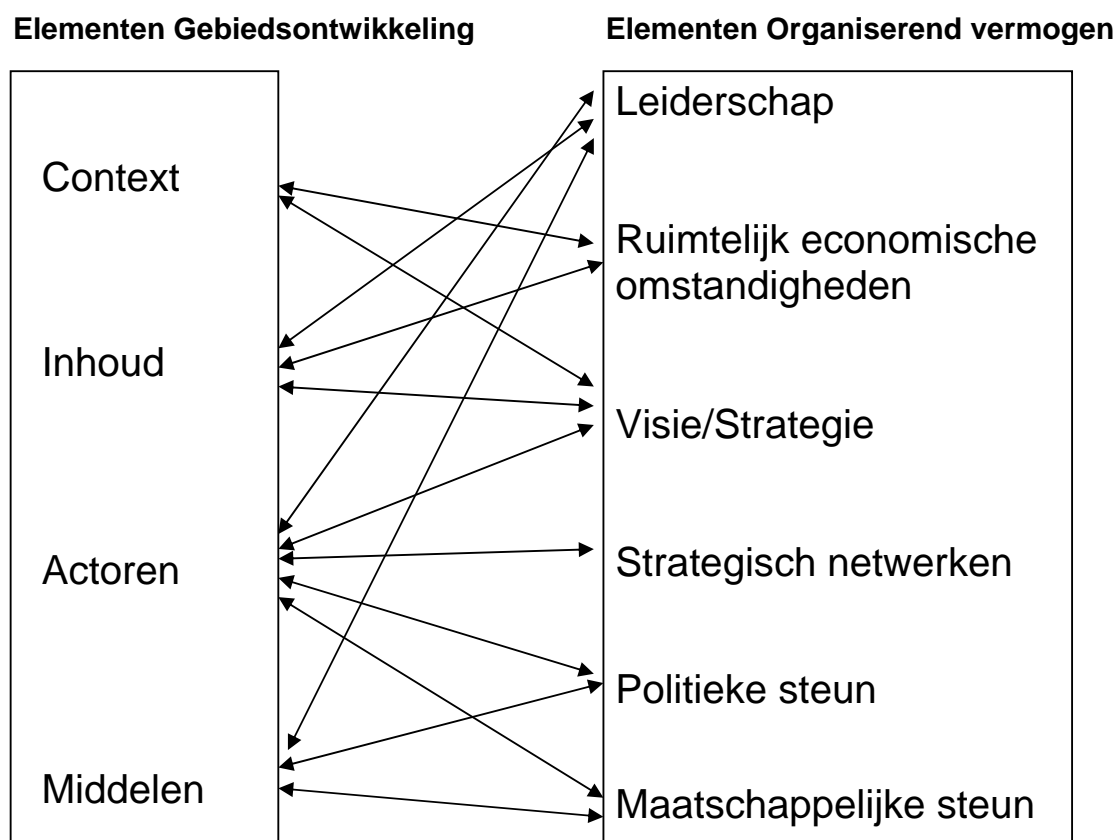 Elementen Gebiedsontwikkeling
Elementen Organiserend vermogen
Context
Inhoud
Actoren
Middelen
Leiderschap
Ruimtelijk economische
omstandigheden
Visie/Strategie
Strategisch netwerken
Politieke steun
Maatschappelijke steun